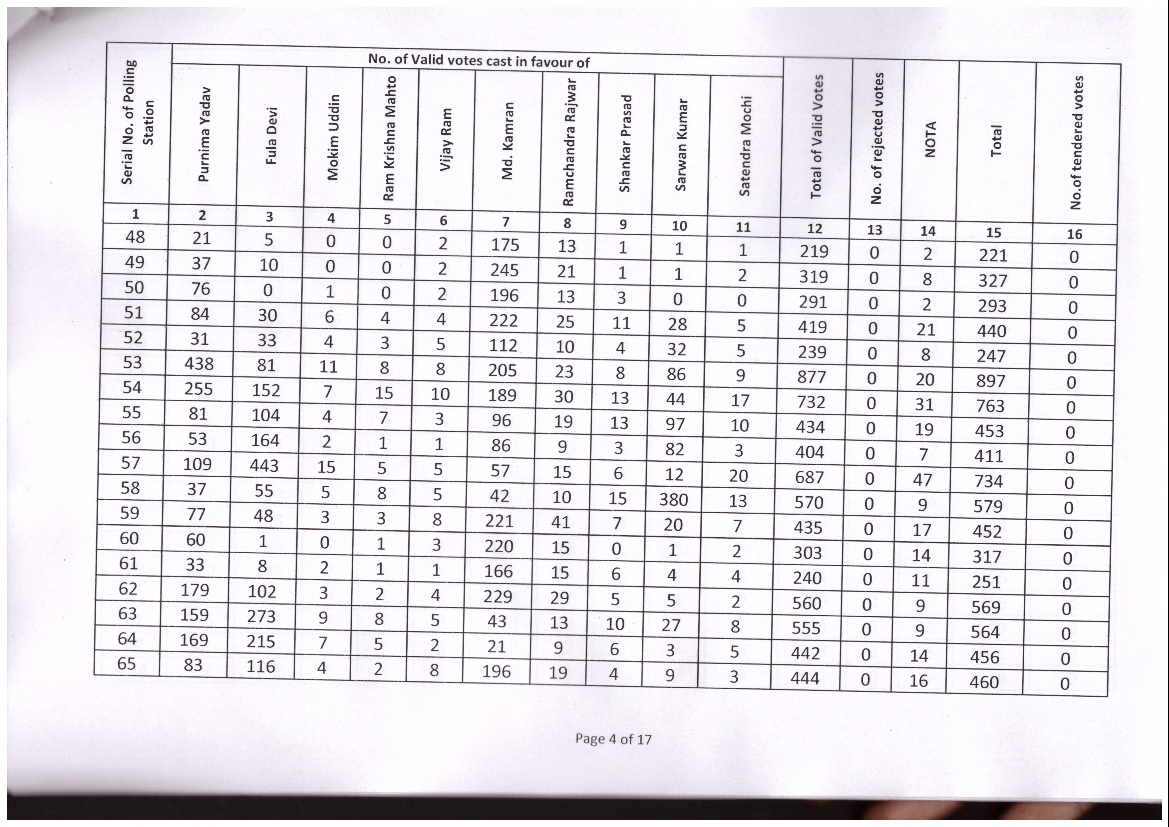 No. of Valid votes cast in favour of
Serial No. of Polling Station Purnima Yadav Fula Devi Mokim Uddin Ram Krishna Mahto Vijay Ram Md. Kamran Ramchandra Rajwar Shankar Prasad Sarwan Kumar Satendra Mochi Total of Valid Votes No. of rejected votes NOTA Total No.of tendered votes
1 2 3 4 5 6 7 8 9 10 11 12 13 14 15 16
48 21 5 0 0 2 175 13 1 1 1 219 0 2 221 0
49 37 10 0 0 2 245 21 1 1 2 319 0 8 327 0
50 76 0 1 0 2 196 13 3 0 0 291 0 2 293 0
51 84 30 6 4 4 222 25 11 28 5 419 0 21 440 0
52 31 33 4 3 5 112 10 4 32 5 239 0 8 247 0
53 438 81 11 8 8 205 23 8 86 9 877 0 20 897 0
54 255 152 7 15 10 189 30 13 44 17 732 0 31 763 0
55 81 104 4 7 3 96 19 13 97 10 434 0 19 453 0
56 53 164 2 1 1 86 9 3 82 3 404 0 7 411 0
57 109 443 15 5 5 57 15 6 12 20 687 0 47 734 0
58 37 55 5 8 5 42 10 15 380 13 570 0 9 579 0
59 77 48 3 3 8 221 41 7 20 7 435 0 17 452 0
60 60 1 0 1 3 220 15 0 1 2 303 0 14 317 0
61 33 8 2 1 1 166 15 6 4 4 240 0 11 251 0
62 179 102 3 2 4 229 29 5 5 2 560 0 9 569 0
63 159 273 9 8 5 43 13 10 27 8 555 0 9 564 0
64 169 215 7 5 2 21 9 6 3 5 442 0 14 456 0
65 83 116 4 2 8 196 19 4 9 3 444 0 16 460 0
Page 4 of 17